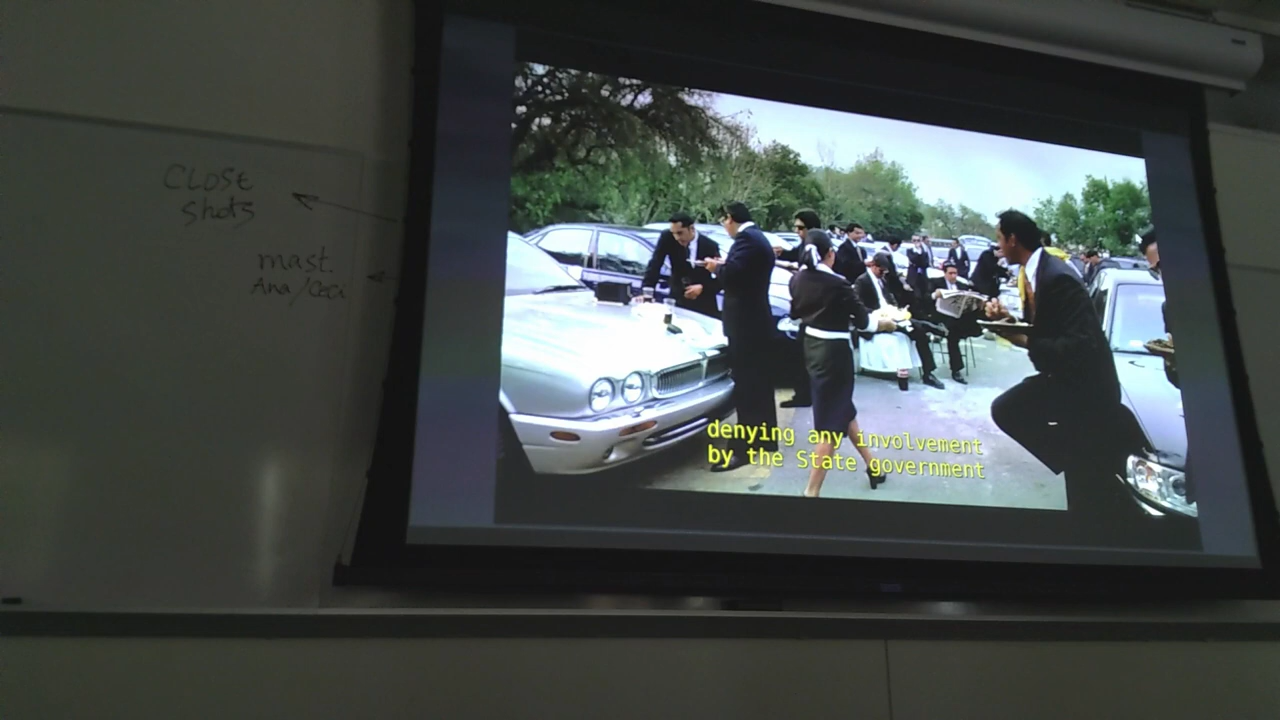 CLOSE
shots
mast.
Ana/Ceci
denying any involvement
by the State government